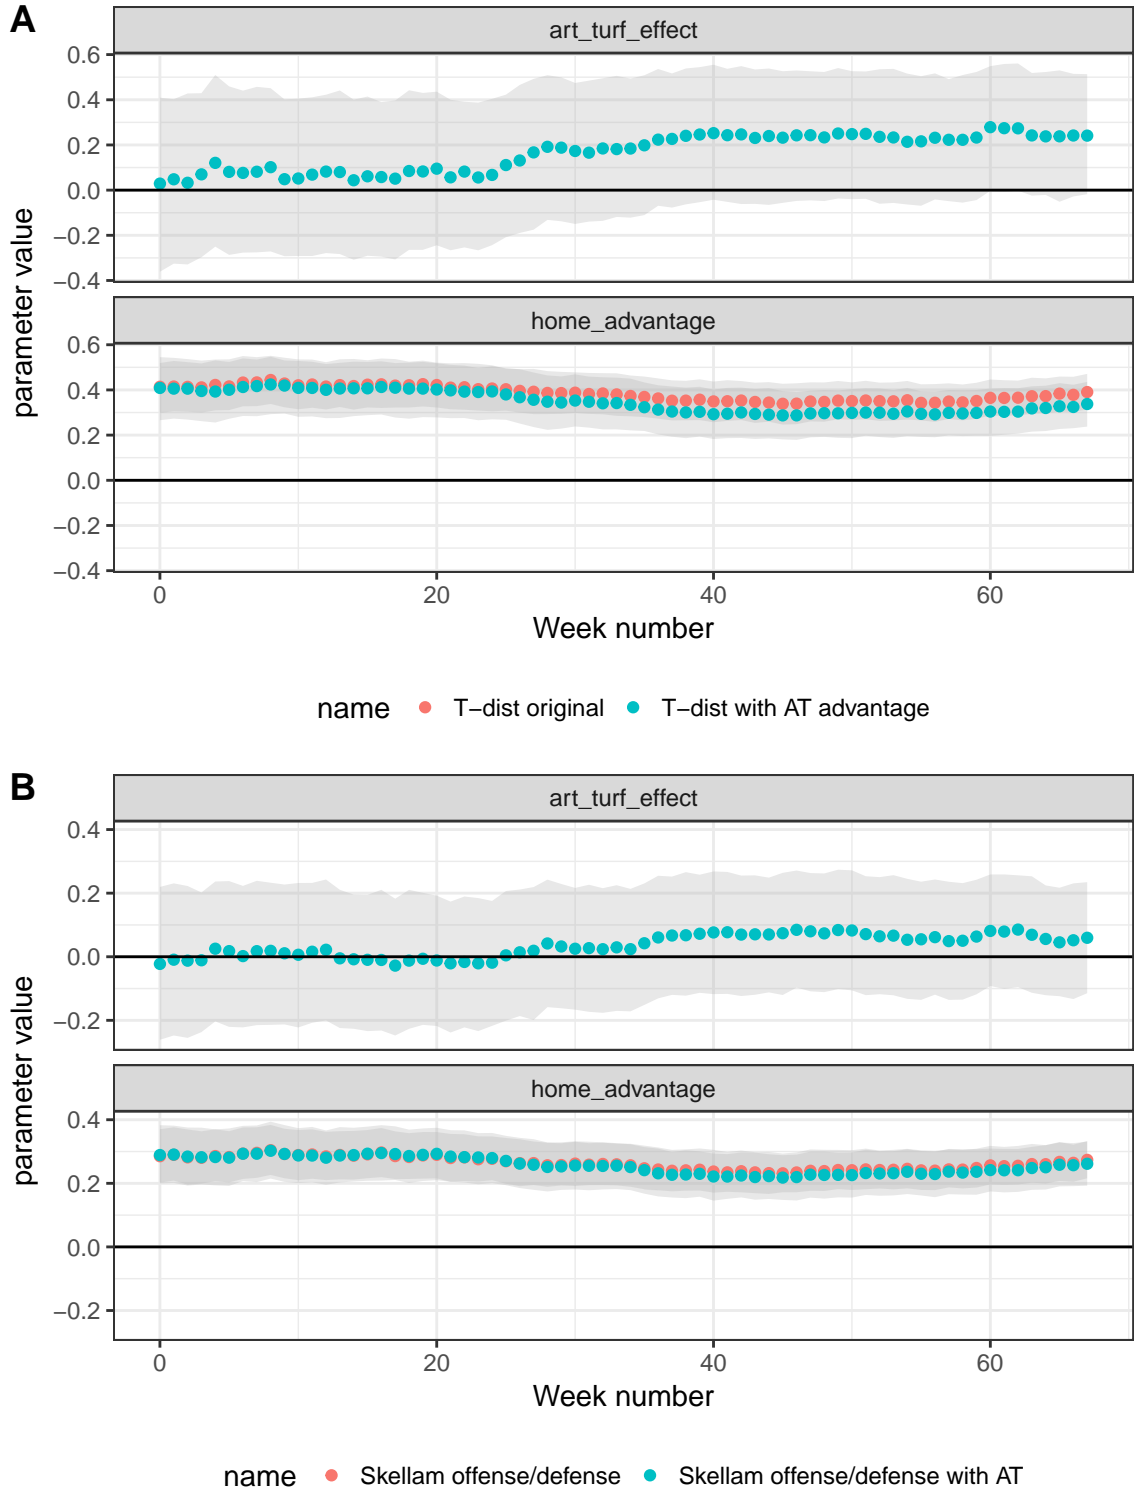 A
art_turf_effect
0.6
0.4
0.2
0.0
−0.2
−0.4
home_advantage
0.6
0.4
0.2
0.0
−0.2
−0.4
parameter value
0 20 40 60
Week number
name T−dist original T−dist with AT advantage
B
art_turf_effect
0.4
0.2
0.0
−0.2
home_advantage
0.4
0.2
0.0
−0.2
parameter value
0 20 40 60
Week number
name Skellam offense/defense Skellam offense/defense with AT